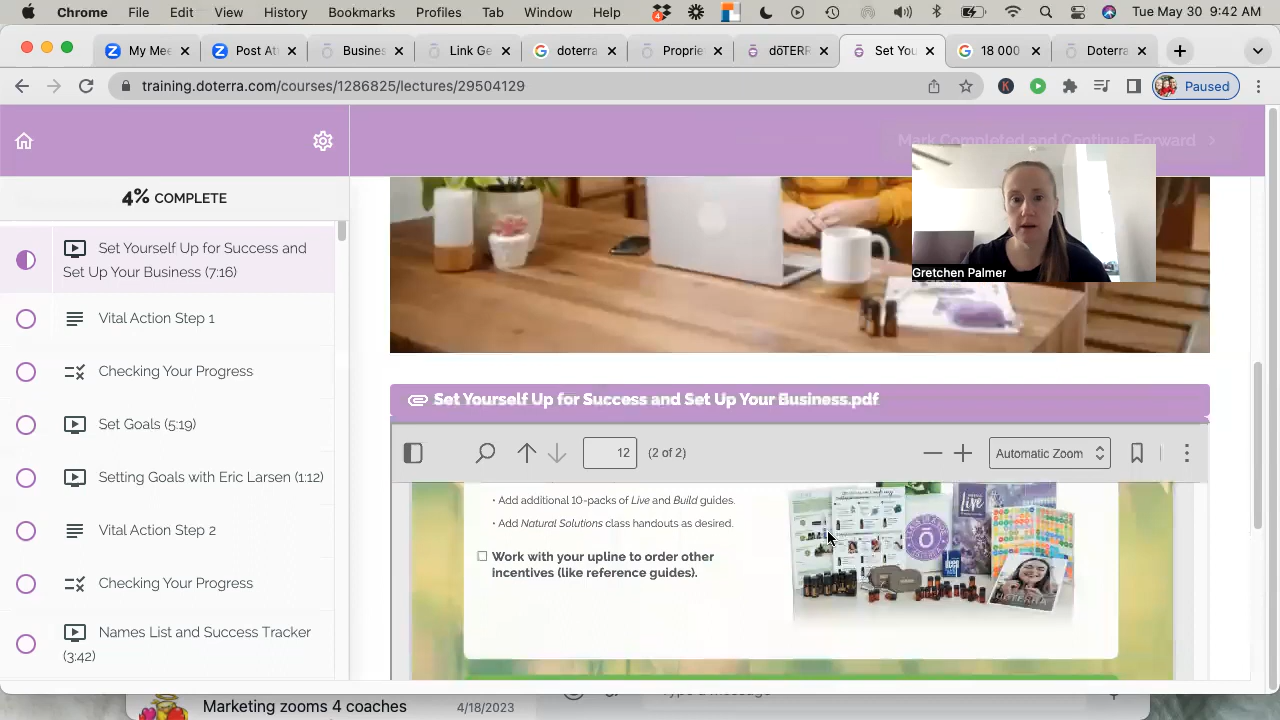 Chrome File Edit View History Bookmarks Profiles Tab Window Help Tue May 30 9:42 AM
My Mee Post At Busines Link Ge doterra Proprie dōTERR Set You 18 000 Doterra
training.doterra.com/courses/1286825/lectures/29504129 K Paused
Mark Completed and Continue Forward
4% COMPLETE
Set Yourself Up for Success and
Set Up Your Business (7:16)
Vital Action Step 1
Checking Your Progress
Set Goals (5:19)
Setting Goals with Eric Larsen (1:12)
Vital Action Step 2
Checking Your Progress
Names List and Success Tracker
(3:42)
Gretchen Palmer
Set Yourself Up for Success and Set Up Your Business.pdf
12 (2 of 2) Automatic Zoom
• Add additional 10-packs of Live and Build guides.
• Add Natural Solutions class handouts as desired.
Work with your upline to order other
incentives (like reference guides).
Live
ō
dōTERRA
Marketing zooms 4 coaches 4/18/2023 Type a message